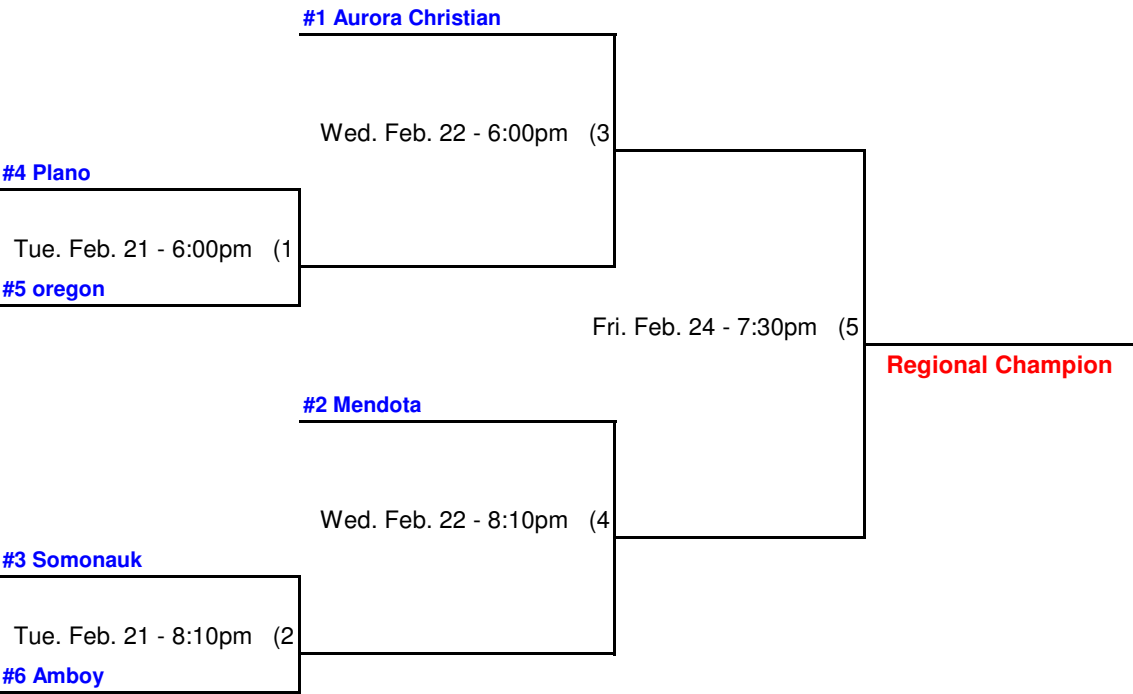 #1 Aurora Christian
Wed. Feb. 22 - 6:00pm (3
#4 Plano
Tue. Feb. 21 - 6:00pm (1
#5 oregon
Fri. Feb. 24 - 7:30pm (5
Regional Champion
#2 Mendota
Wed. Feb. 22 - 8:10pm (4
#3 Somonauk
Tue. Feb. 21 - 8:10pm (2
#6 Amboy